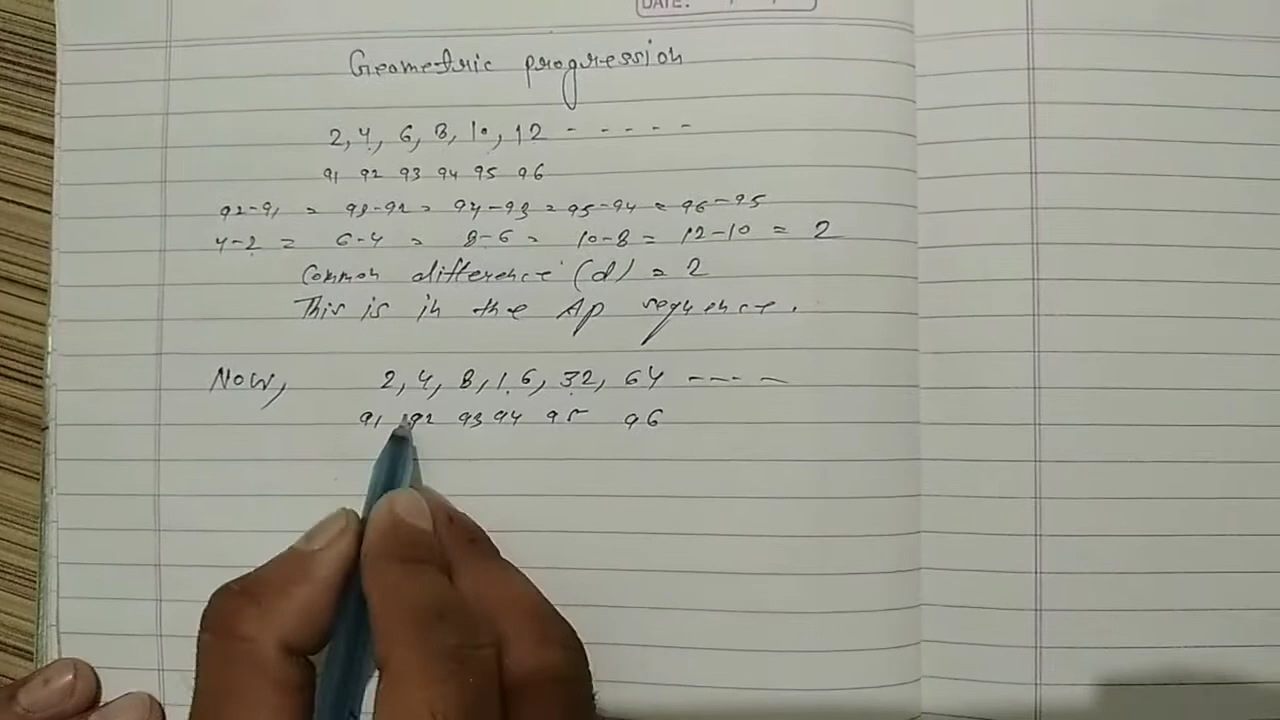 DATE:
Geometric progression
2, 4, 6, 8, 10, 12 - - - - -
a1 a2 a3 a4 a5 a6
a2-a1 = a3-a2 = a4-a3 = a5-a4 = a6-a5
4-2 = 6-4 = 8-6 = 10-8 = 12-10 = 2
Common difference (d) = 2
This is in the Ap sequence.
Now, 2, 4, 8, 16, 32, 64 - - - -
a1 a2 a3 a4 a5 a6